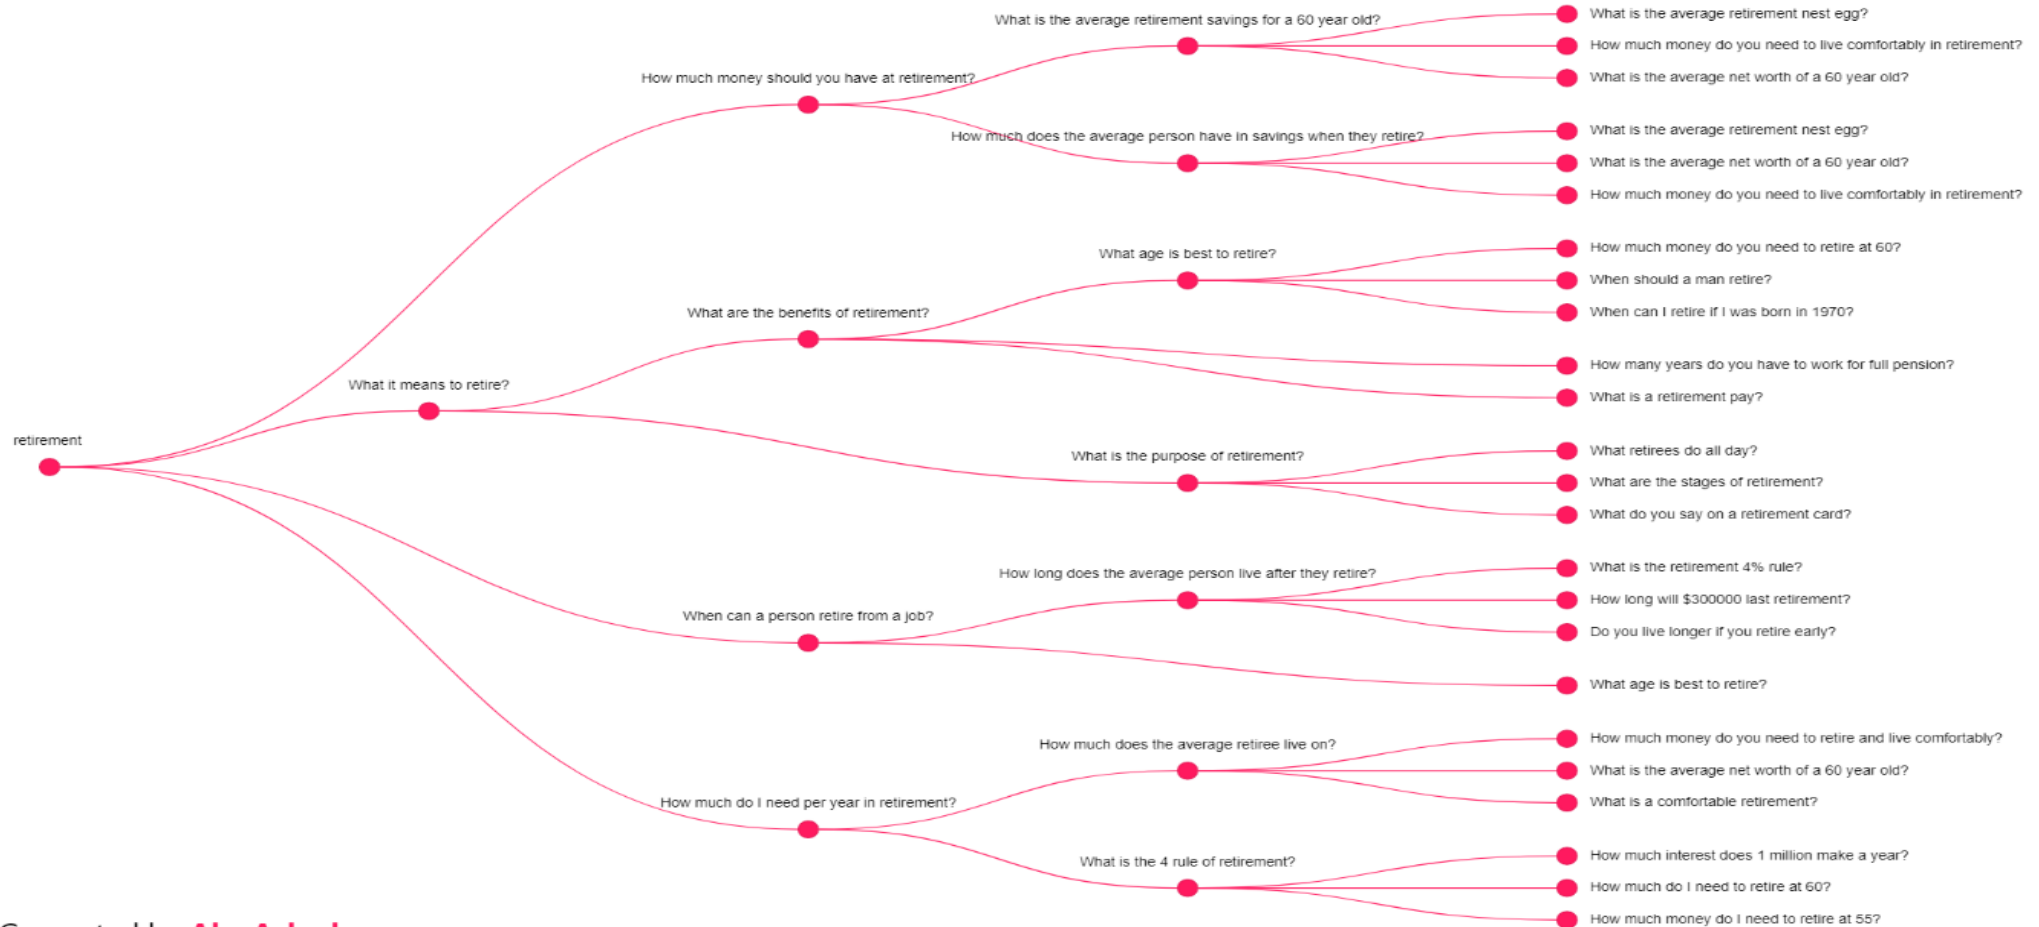 retirement
How much money should you have at retirement?
What is the average retirement savings for a 60 year old?
What is the average retirement nest egg?
How much money do you need to live comfortably in retirement?
What is the average net worth of a 60 year old?
How much does the average person have in savings when they retire?
What is the average retirement nest egg?
What is the average net worth of a 60 year old?
How much money do you need to live comfortably in retirement?
What it means to retire?
What are the benefits of retirement?
What age is best to retire?
How much money do you need to retire at 60?
When should a man retire?
When can I retire if I was born in 1970?
How many years do you have to work for full pension?
What is a retirement pay?
What is the purpose of retirement?
What retirees do all day?
What are the stages of retirement?
What do you say on a retirement card?
When can a person retire from a job?
How long does the average person live after they retire?
What is the retirement 4% rule?
How long will $300000 last retirement?
Do you live longer if you retire early?
What age is best to retire?
How much do I need per year in retirement?
How much does the average retiree live on?
How much money do you need to retire and live comfortably?
What is the average net worth of a 60 year old?
What is a comfortable retirement?
What is the 4 rule of retirement?
How much interest does 1 million make a year?
How much do I need to retire at 60?
How much money do I need to retire at 55?